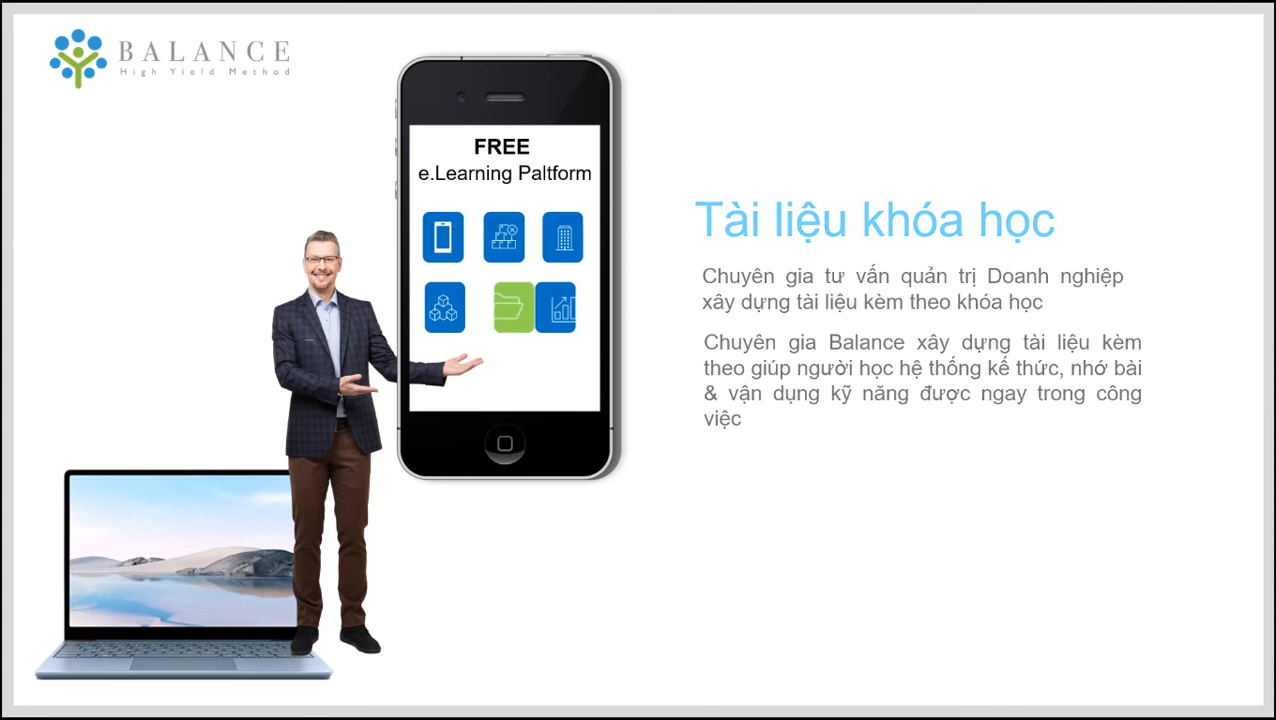 BALANCE
High Yield Method
FREE
e.Learning Paltform
Tài liệu khóa học
Chuyên gia tư vấn quản trị Doanh nghiệp
xây dựng tài liệu kèm theo khóa học
Chuyên gia Balance xây dựng tài liệu kèm
theo giúp người học hệ thống kế thức, nhớ bài
& vận dụng kỹ năng được ngay trong công
việc